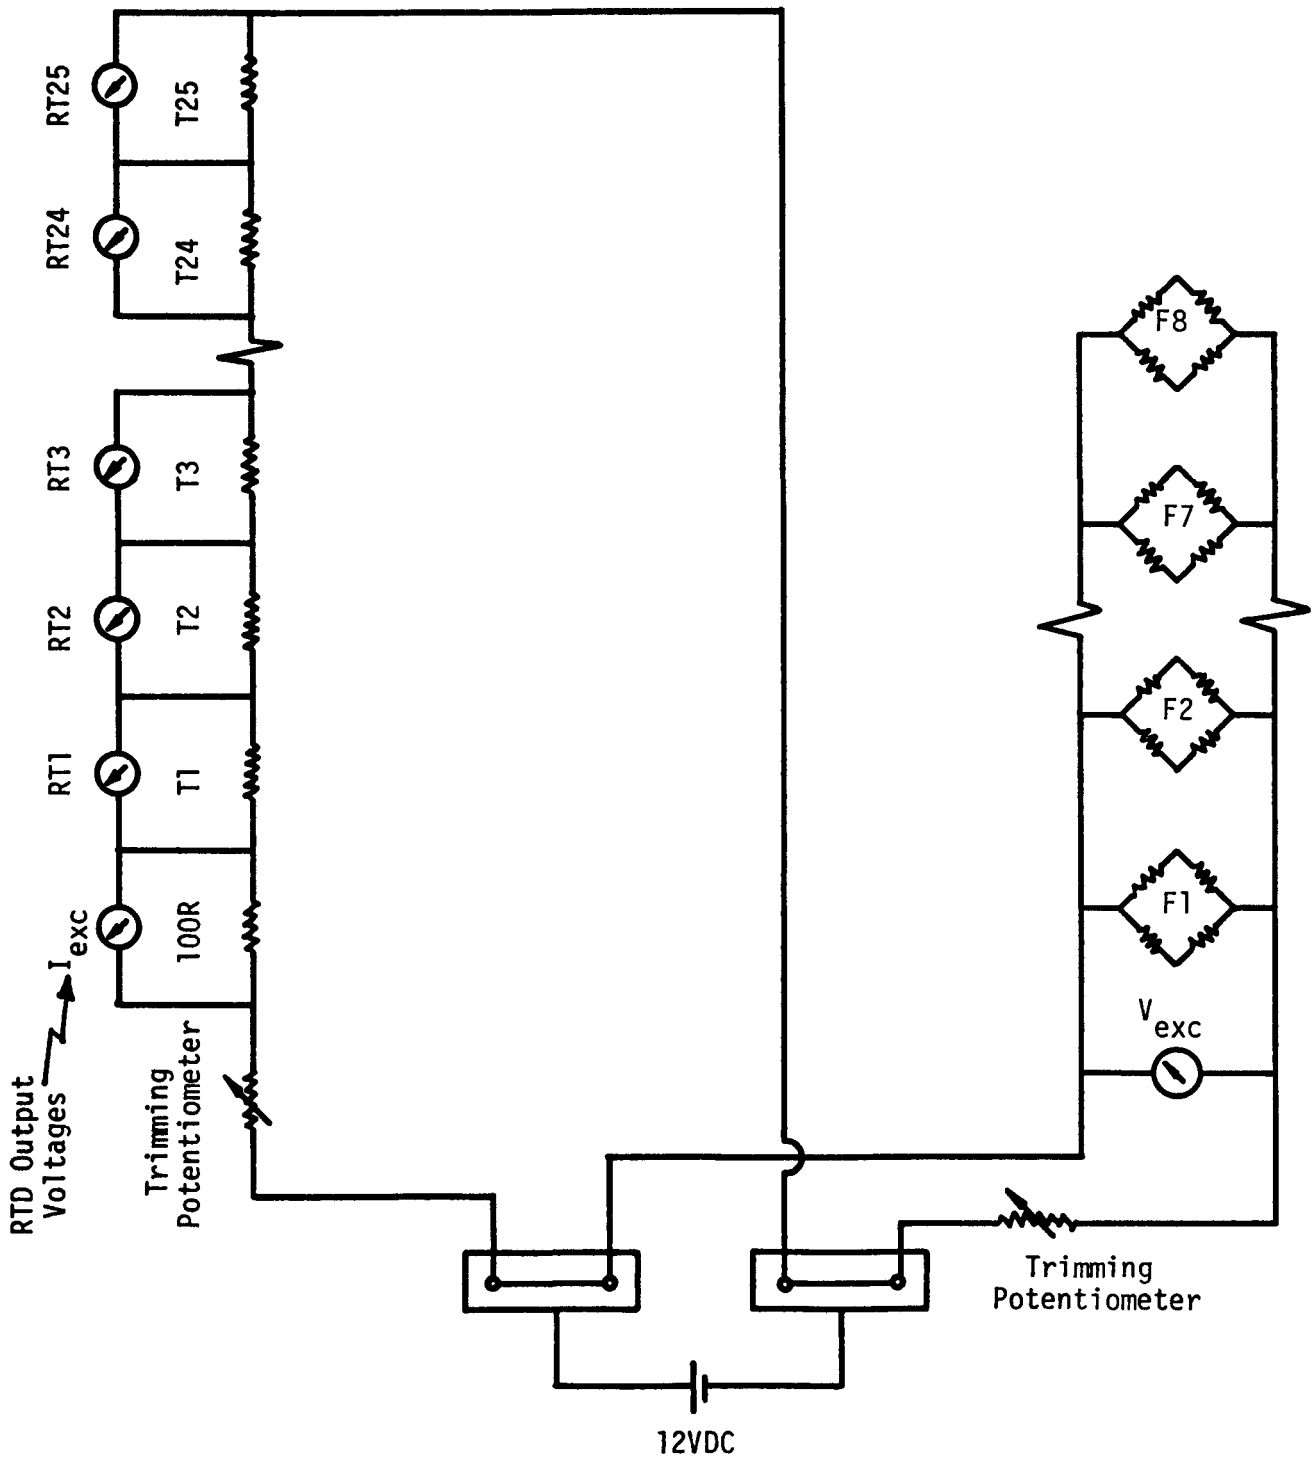 RT25
T25
RT24
T24
RT3
T3
RT2
T2
RT1
T1
I exc
100R
RTD Output
Voltages
Trimming
Potentiometer
F8
F7
F2
F1
V exc
Trimming
Potentiometer
12VDC